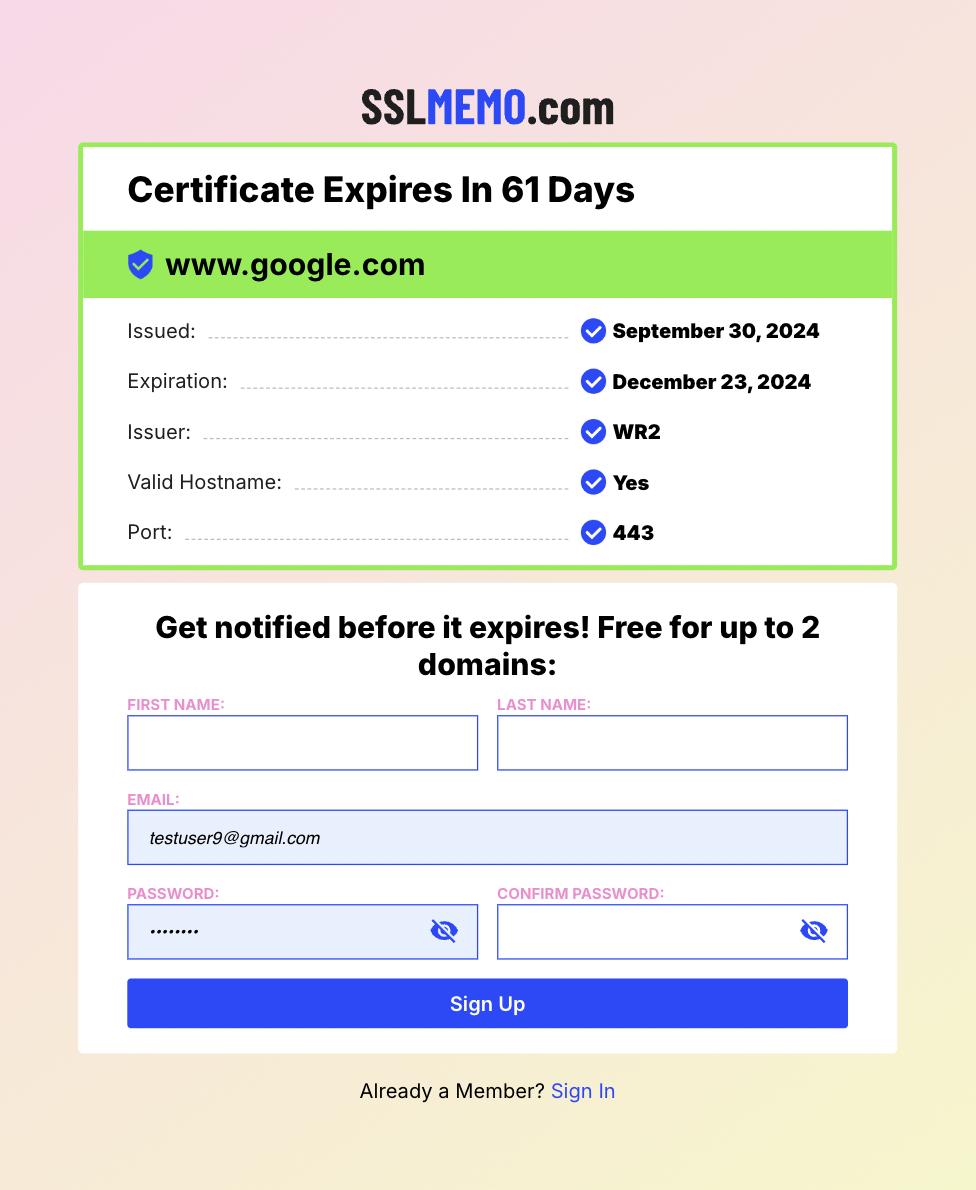 SSLMEMO.com
Certificate Expires In 61 Days
www.google.com
Issued: September 30, 2024
Expiration: December 23, 2024
Issuer: WR2
Valid Hostname: Yes
Port: 443
Get notified before it expires! Free for up to 2
domains:
FIRST NAME: LAST NAME:
EMAIL:
testuser9@gmail.com
PASSWORD: CONFIRM PASSWORD:
••••••••
Sign Up
Already a Member? Sign In